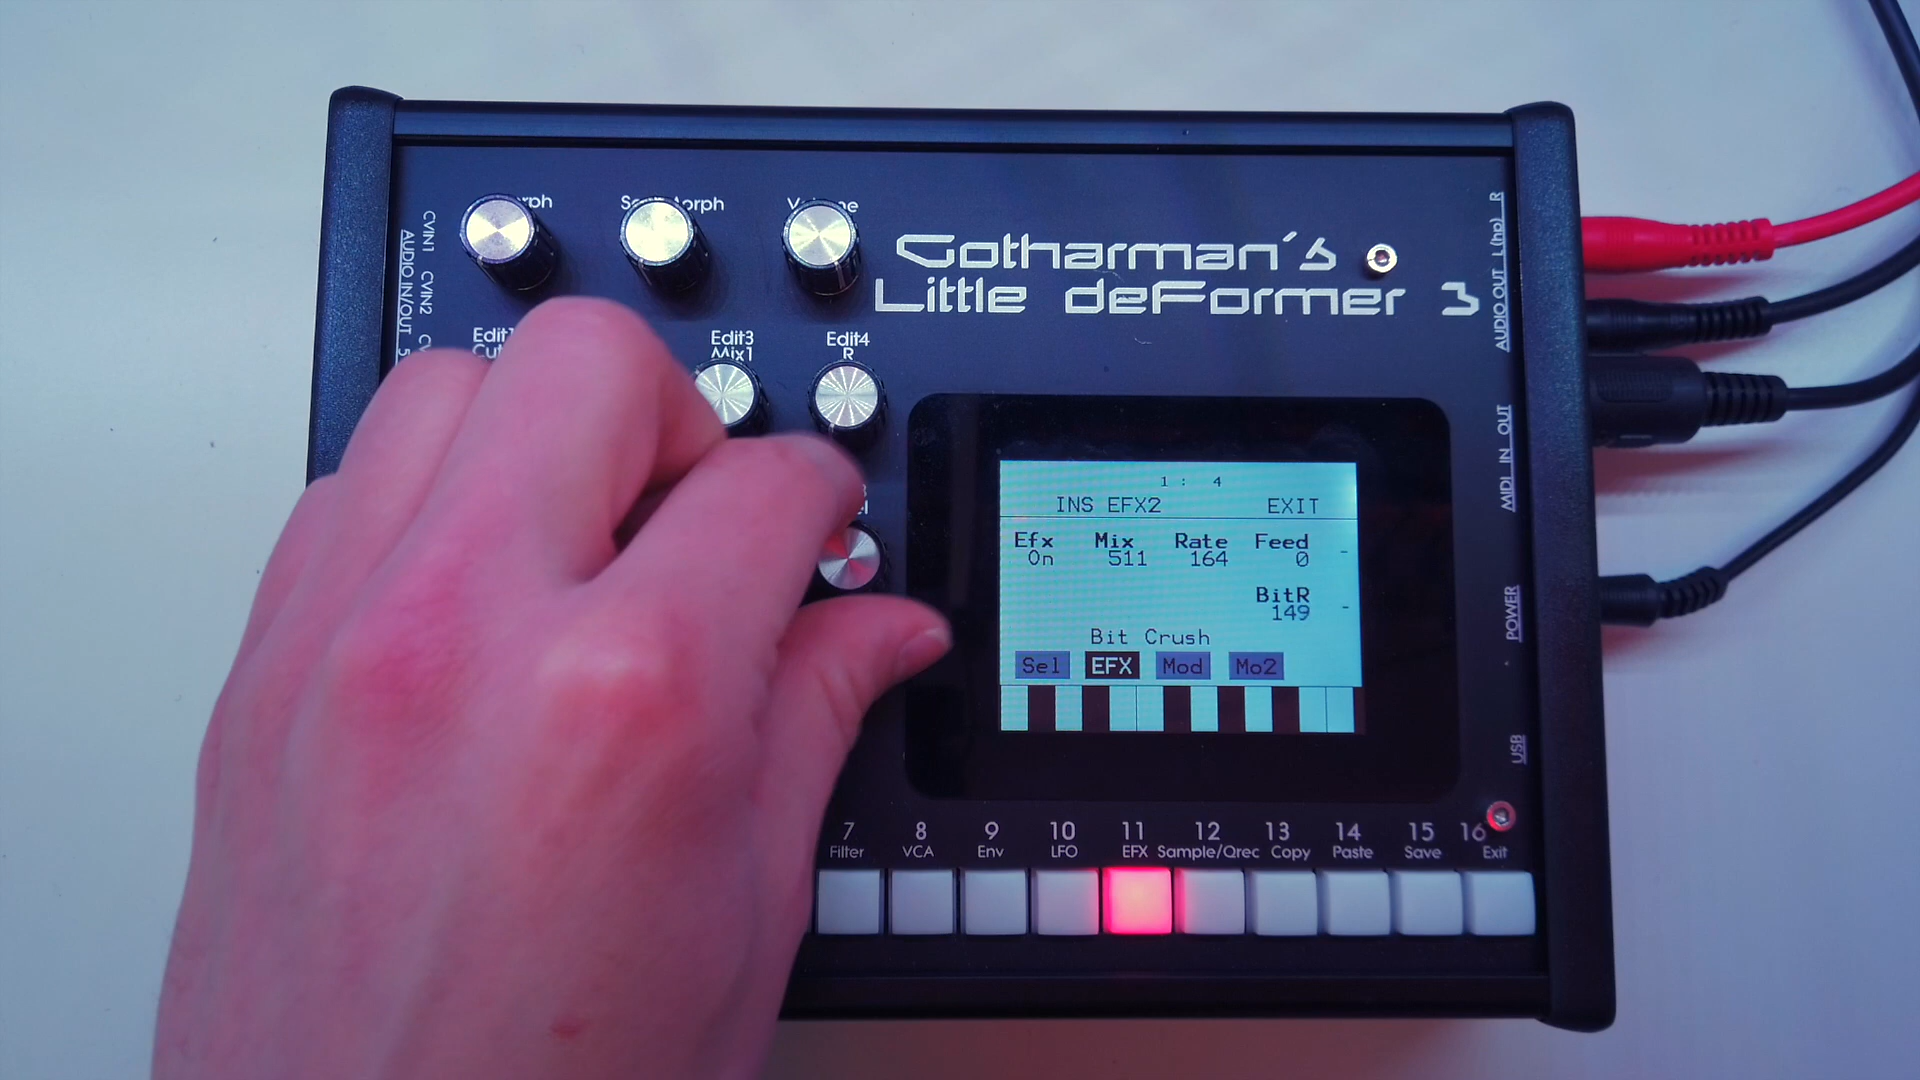 Volume
Gotharman's
Little deFormer 3
CVIN1 CVIN2
AUDIO IN/OUT
Edit3
Mix1
Edit4
R
AUDIO OUT L(hp) R
MIDI IN OUT
POWER
USB
1: 4
INS EFX2 EXIT
Efx Mix Rate Feed
On 511 164 0
BitR
149
Bit Crush
Sel EFX Mod Mo2
7 8 9 10 11 12 13 14 15 16
Filter VCA Env LFO EFX Sample/Qrec Copy Paste Save Exit